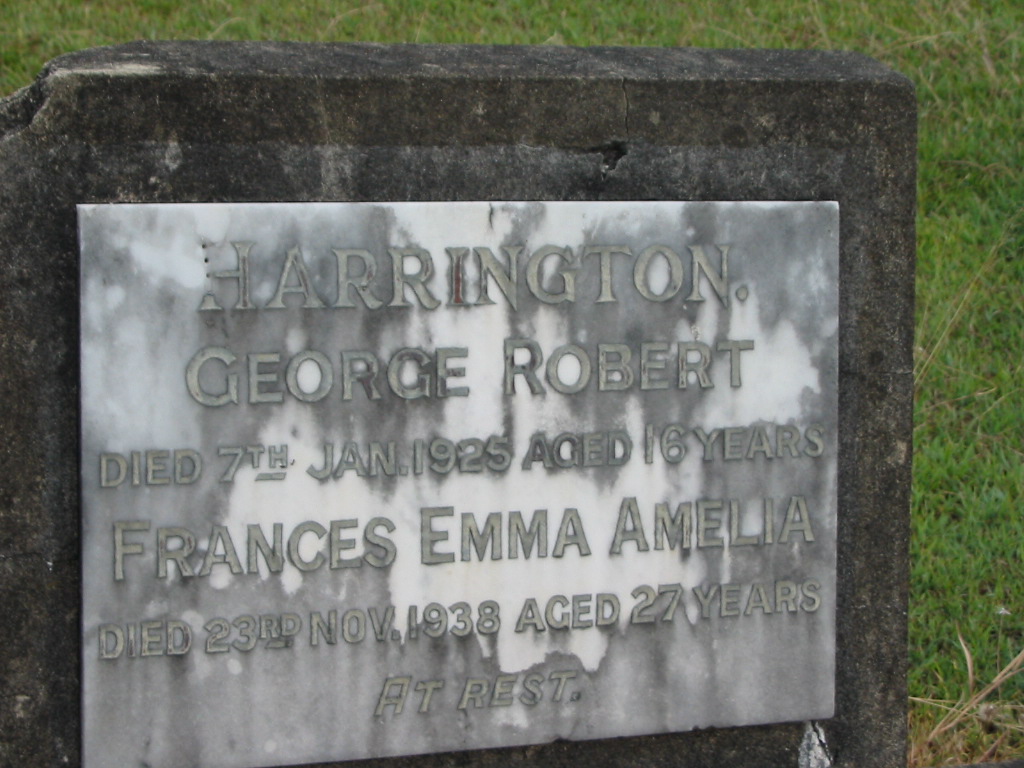 HARRINGTON.
GEORGE ROBERT
DIED 7TH. JAN. 1925 AGED 16 YEARS
FRANCES EMMA AMELIA
DIED 23RD NOV. 1938 AGED 27 YEARS
AT REST.